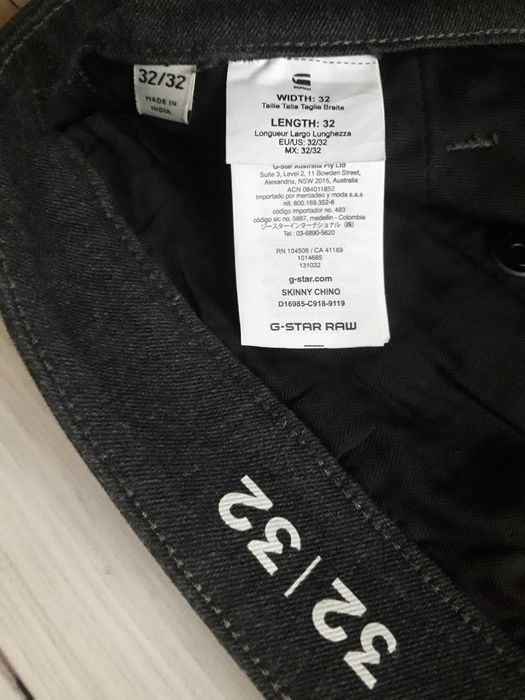 32/32
MADE IN
INDIA
RAW
WIDTH: 32
Taille Talla Taglia Breite
LENGTH: 32
Longueur Largo Lunghezza
EU/US: 32/32
MX: 32/32
G-Star Australia Pty Ltd
Suite 3, Level 2, 11 Bowden Street,
Alexandria, NSW 2015, Australia
ACN 084011852
Importado por mercadeo y moda s.a.s
nit. 800.169.352-6
código importador no. 483
código sic no. 5887, medellin - Colombia
ジースターインターナショナル (株)
Tel : 03-6890-5620
RN 104506 / CA 41169
1014685
131032
g-star.com
SKINNY CHINO
D16985-C918-9119
G-STAR RAW
32|32